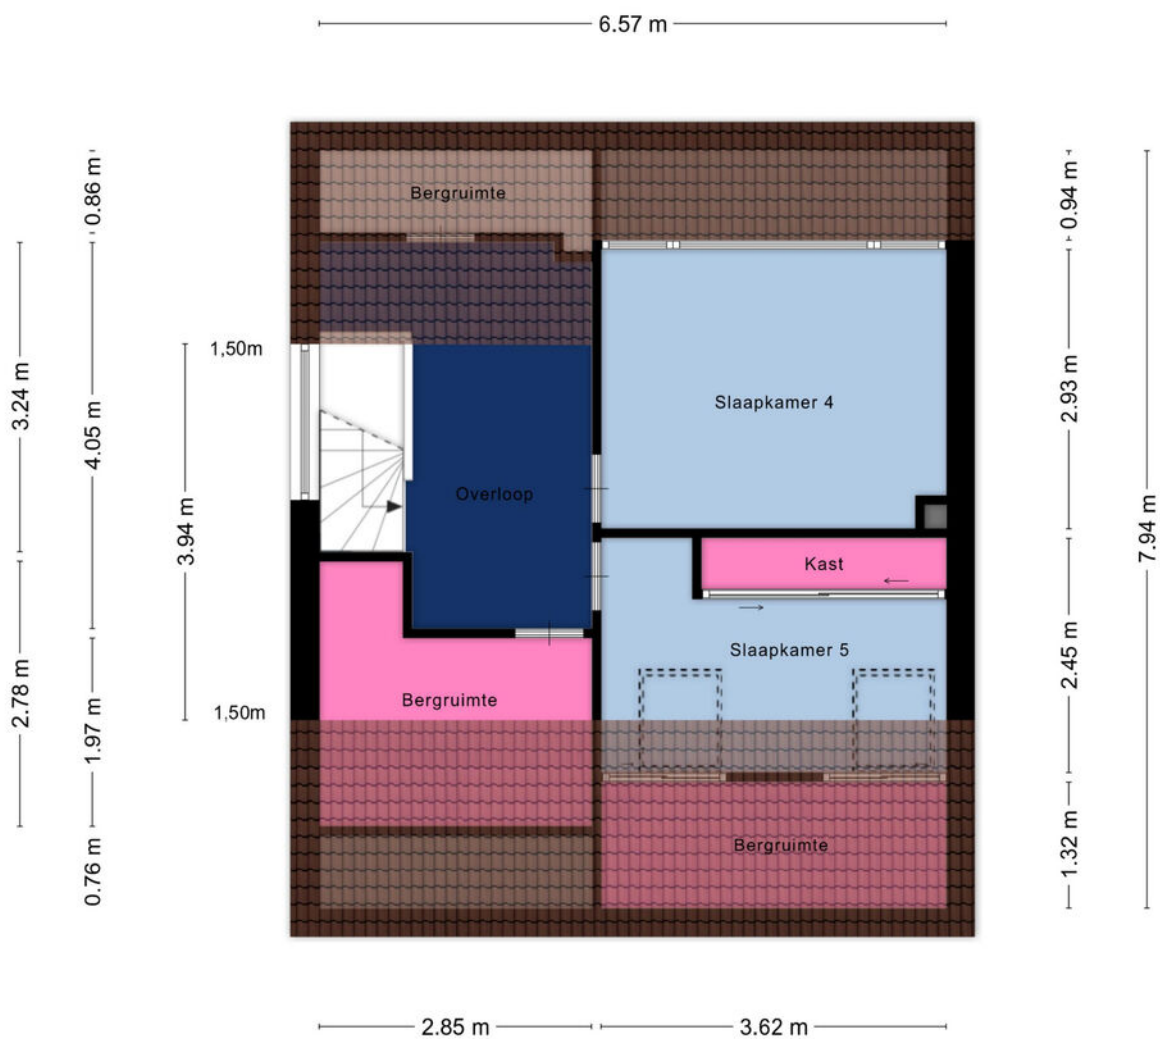 6.57 m
0.86 m
0.94 m
Bergruimte
1,50m
3.24 m
4.05 m
2.93 m
Slaapkamer 4
Overloop
3.94 m
7.94 m
Kast
Slaapkamer 5
2.45 m
2.78 m
Bergruimte
1,50m
1.97 m
Bergruimte
1.32 m
0.76 m
2.85 m
3.62 m